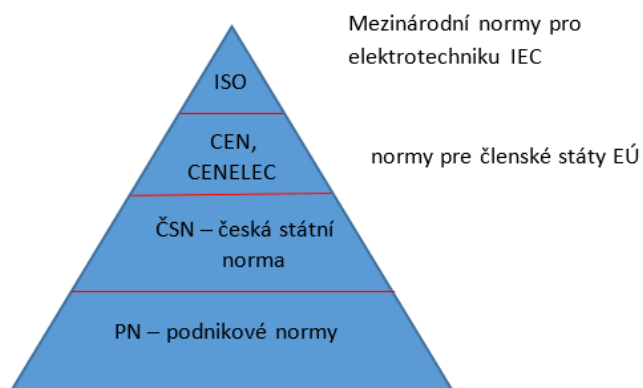 Mezinárodní normy pro
elektrotechniku IEC
ISO
CEN,
CENELEC
normy pre členské státy EÚ
ČSN – česká státní
norma
PN – podnikové normy